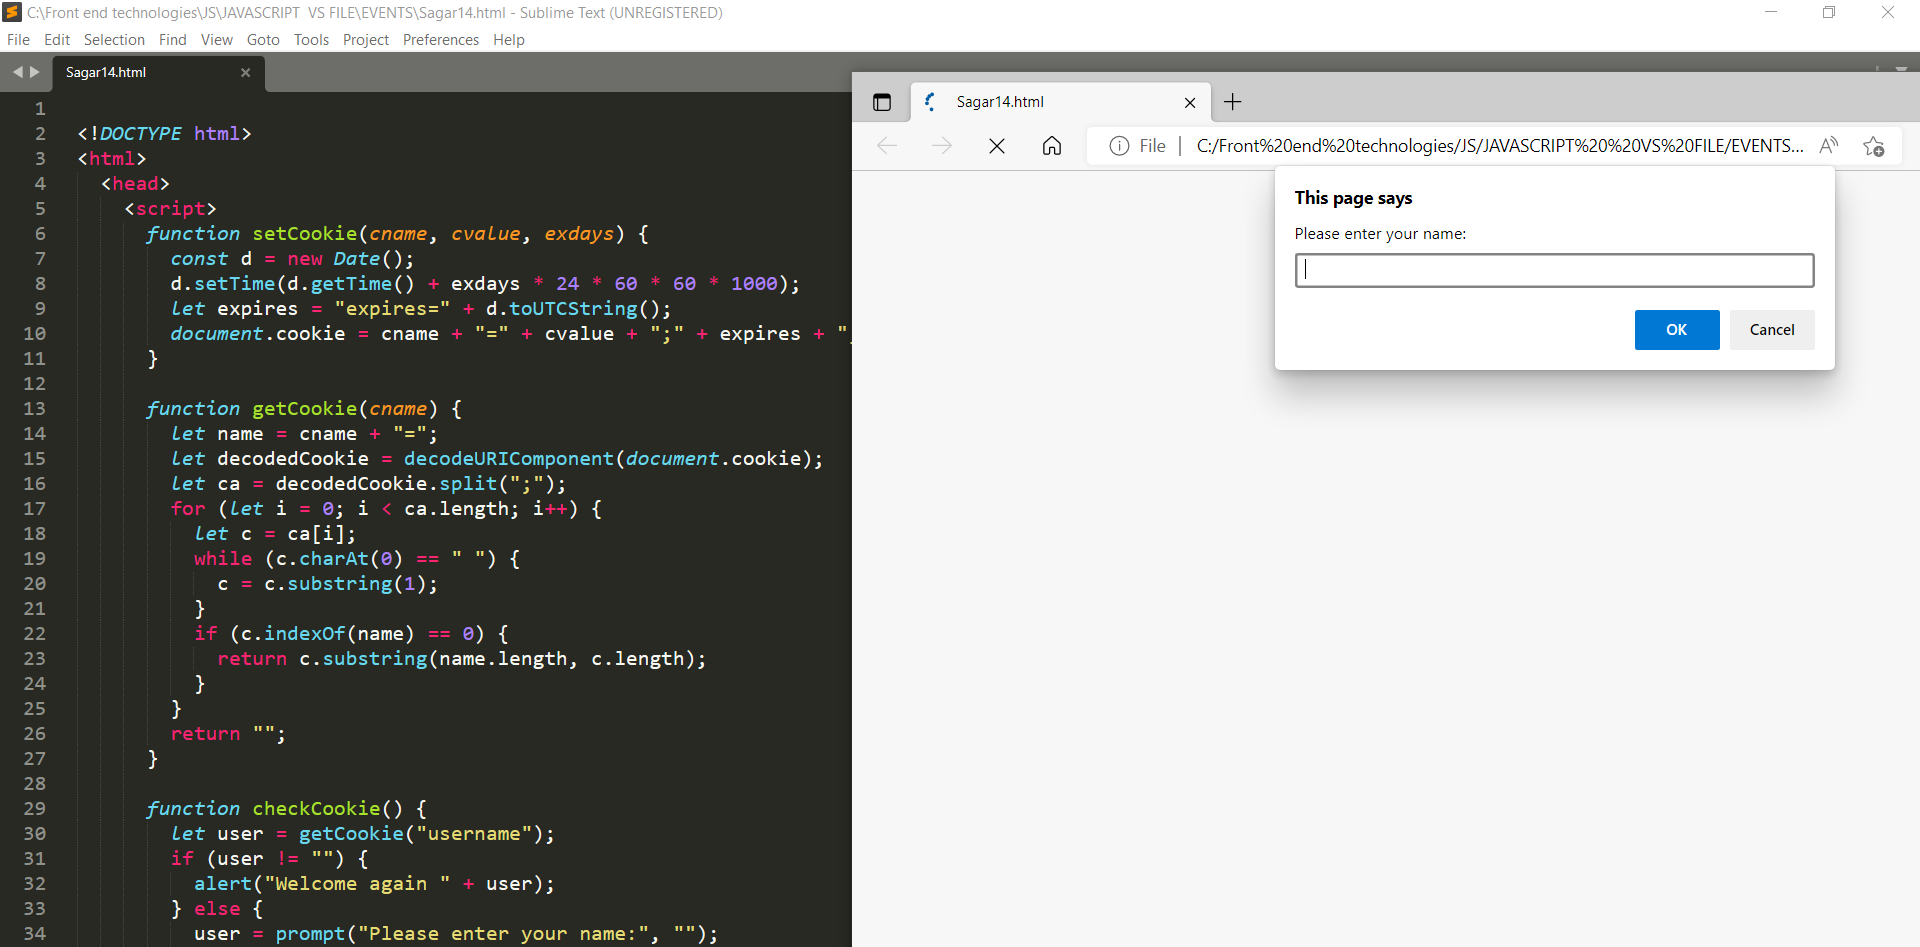 C:\Front end technologies\JS\JAVASCRIPT  VS FILE\EVENTS\Sagar14.html - Sublime Text (UNREGISTERED)
File Edit Selection Find View Goto Tools Project Preferences Help
Sagar14.html
1
2 <!DOCTYPE html>
3 <html>
4 <head>
5 <script>
6 function setCookie(cname, cvalue, exdays) {
7 const d = new Date();
8 d.setTime(d.getTime() + exdays * 24 * 60 * 60 * 1000);
9 let expires = "expires=" + d.toUTCString();
10 document.cookie = cname + "=" + cvalue + ";" + expires + ";
11 }
12
13 function getCookie(cname) {
14 let name = cname + "=";
15 let decodedCookie = decodeURIComponent(document.cookie);
16 let ca = decodedCookie.split(";");
17 for (let i = 0; i < ca.length; i++) {
18 let c = ca[i];
19 while (c.charAt(0) == " ") {
20 c = c.substring(1);
21 }
22 if (c.indexOf(name) == 0) {
23 return c.substring(name.length, c.length);
24 }
25 }
26 return "";
27 }
28
29 function checkCookie() {
30 let user = getCookie("username");
31 if (user != "") {
32 alert("Welcome again " + user);
33 } else {
34 user = prompt("Please enter your name:", "");
Sagar14.html
File | C:/Front%20end%20technologies/JS/JAVASCRIPT%20%20VS%20FILE/EVENTS...
This page says
Please enter your name:
OK Cancel